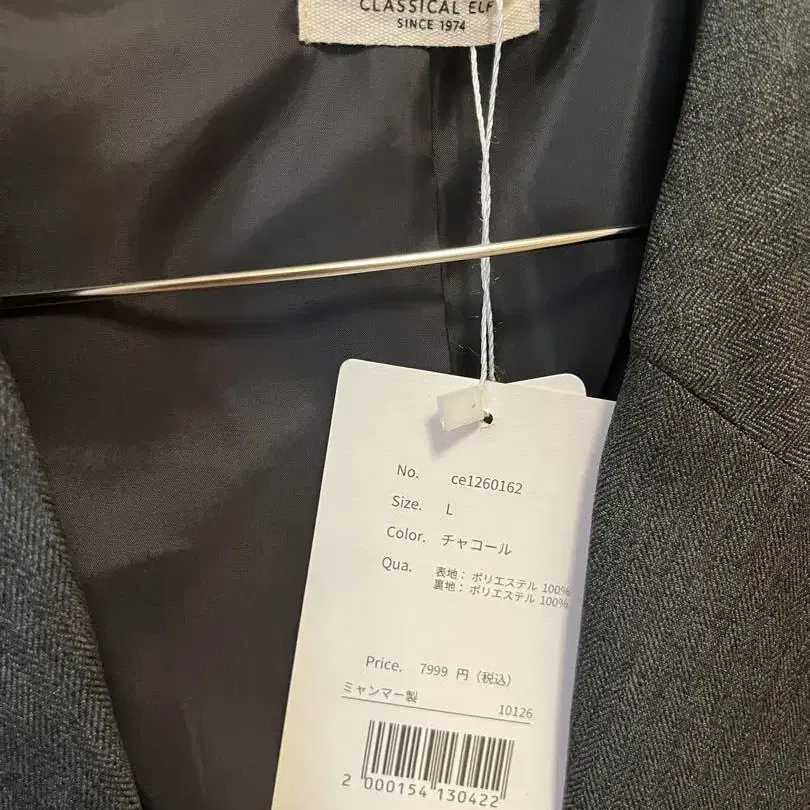 CLASSICAL ELF
SINCE 1974
No. ce1260162
Size. L
Color. チャコール
Qua. 表地：ポリエステル 100%
裏地：ポリエステル 100%
Price. 7999 円（税込）
ミャンマー製
10126
2 000154 130422